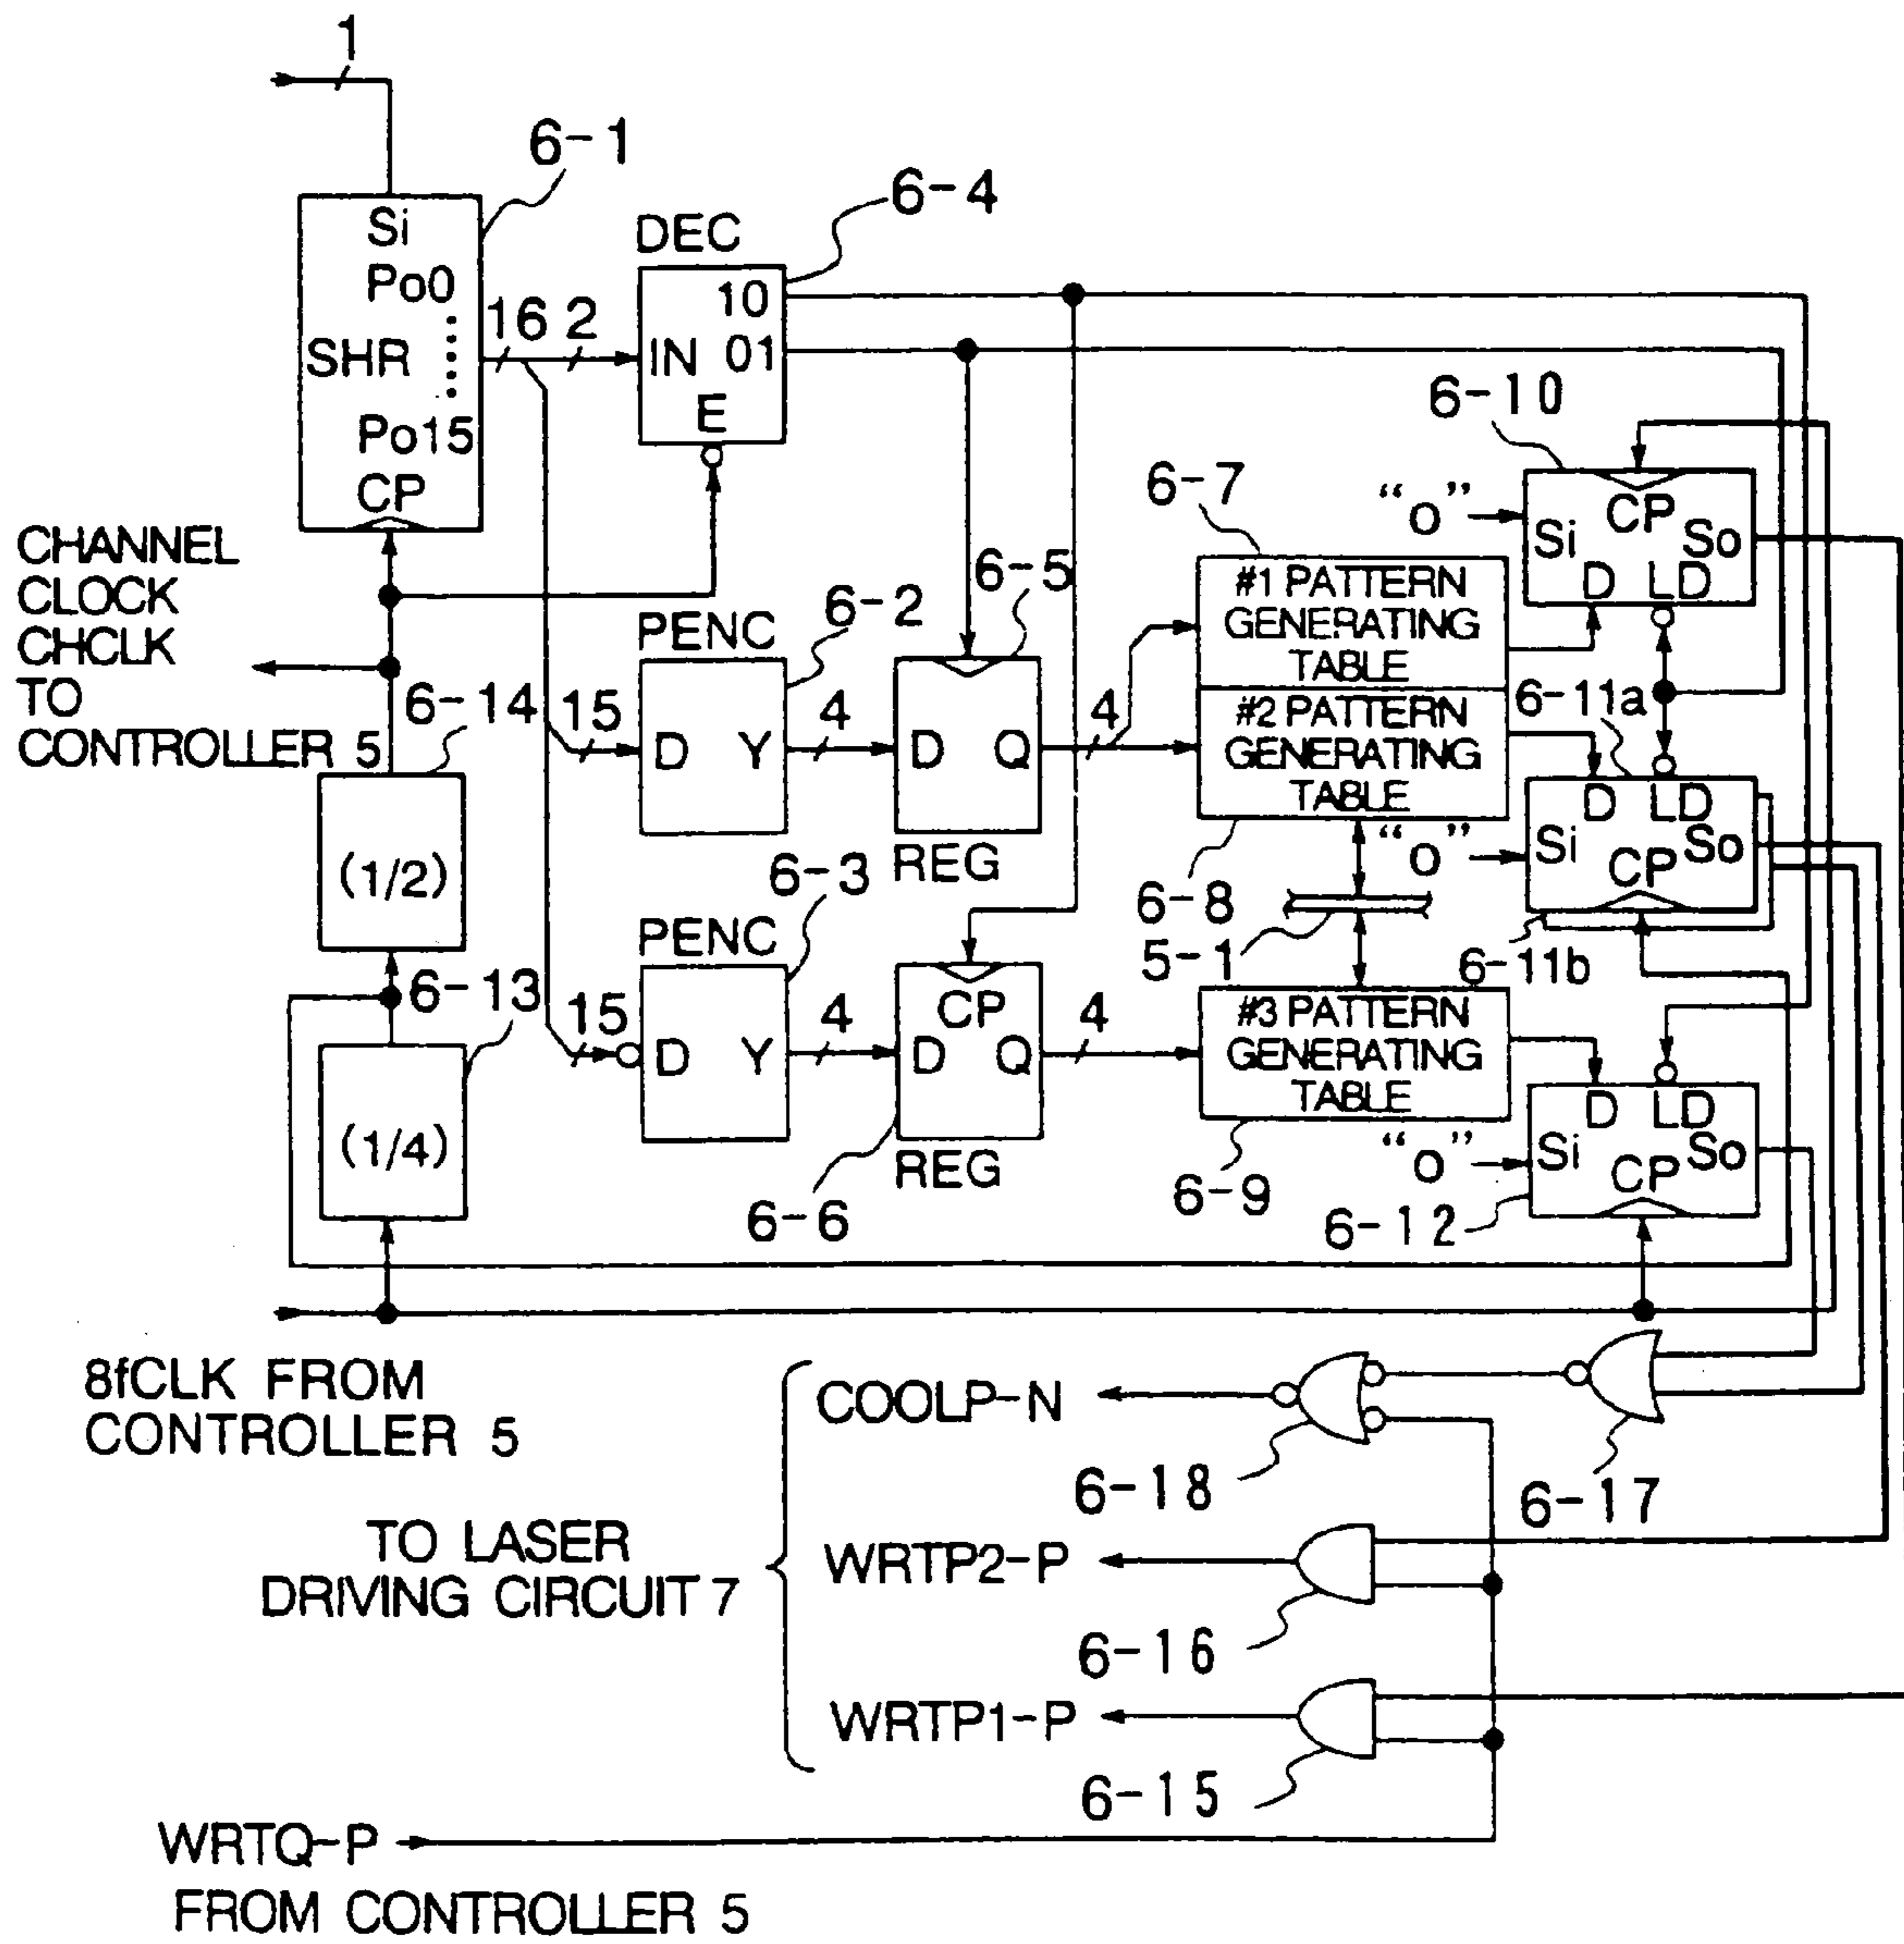 1
6-1
Si
Po0
SHR
Po15
CP
16
2
DEC
6-4
10
IN 01
E
CHANNEL
CLOCK
CHCLK
TO
CONTROLLER 5
6-14
(1/2)
6-13
(1/4)
15
PENC
6-2
D Y
4
6-5
D Q
REG
4
15
PENC
6-3
D Y
4
CP
D Q
REG
6-6
4
6-7
#1 PATTERN
GENERATING
TABLE
#2 PATTERN
GENERATING
TABLE
6-8
5-1
#3 PATTERN
GENERATING
TABLE
6-9
6-10
"0"
Si CP So
D LD
6-11a
"0"
D LD
Si CP So
6-11b
"0"
D LD
Si CP So
6-12
8fCLK FROM
CONTROLLER 5
TO LASER
DRIVING CIRCUIT 7
COOLP-N
6-18
6-17
WRTP2-P
6-16
WRTP1-P
6-15
WRTQ-P
FROM CONTROLLER 5